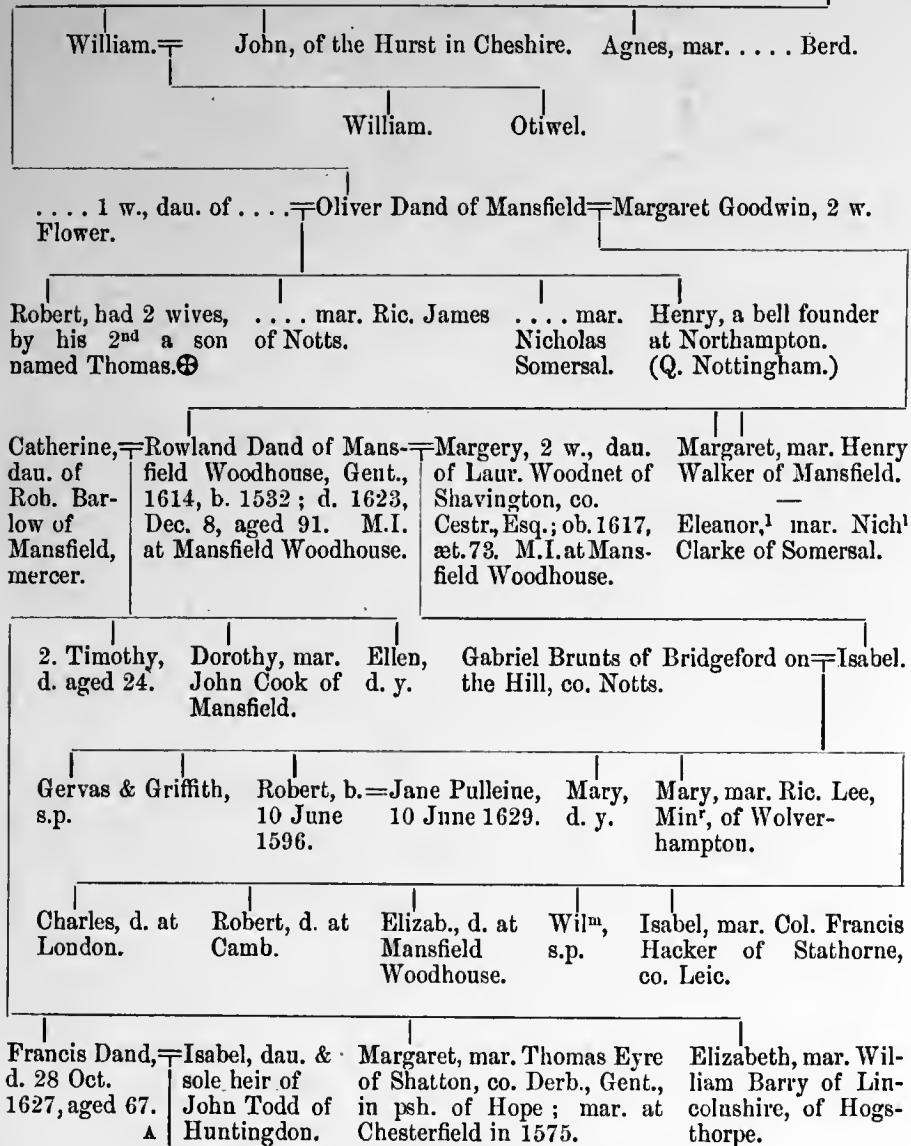 William. John, of the Hurst in Cheshire. Agnes, mar. . . . . . Berd.
William. Otiwel.
. . . . 1 w., dau. of . . . . Oliver Dand of Mansfield Margaret Goodwin, 2 w.
Flower.
Robert, had 2 wives,
by his 2nd a son
named Thomas.⊕
. . . . mar. Ric. James
of Notts.
. . . . mar.
Nicholas
Somersal.
Henry, a bell founder
at Northampton.
(Q. Nottingham.)
Catherine,
dau. of
Rob. Bar-
low of
Mansfield,
mercer.
Rowland Dand of Mans-
field Woodhouse, Gent.,
1614, b. 1532 ; d. 1623,
Dec. 8, aged 91. M.I.
at Mansfield Woodhouse.
Margery, 2 w., dau.
of Laur. Woodnet of
Shavington, co.
Cestr., Esq.; ob. 1617,
æt. 73. M.I. at Mans-
field Woodhouse.
Margaret, mar. Henry
Walker of Mansfield.
—
Eleanor,¹ mar. Nich¹
Clarke of Somersal.
2. Timothy,
d. aged 24.
Dorothy, mar.
John Cook of
Mansfield.
Ellen,
d. y.
Gabriel Brunts of Bridgeford on
the Hill, co. Notts.
Isabel.
Gervas & Griffith,
s.p.
Robert, b.
10 June
1596.
Jane Pulleine,
10 June 1629.
Mary,
d. y.
Mary, mar. Ric. Lee,
Minr, of Wolver-
hampton.
Charles, d. at
London.
Robert, d. at
Camb.
Elizab., d. at
Mansfield
Woodhouse.
Wilm,
s.p.
Isabel, mar. Col. Francis
Hacker of Stathorne,
co. Leic.
Francis Dand,
d. 28 Oct.
1627, aged 67.
A
Isabel, dau. &
sole heir of
John Todd of
Huntingdon.
Margaret, mar. Thomas Eyre
of Shatton, co. Derb., Gent.,
in psh. of Hope ; mar. at
Chesterfield in 1575.
Elizabeth, mar. Wil-
liam Barry of Lin-
colnshire, of Hogs-
thorpe.